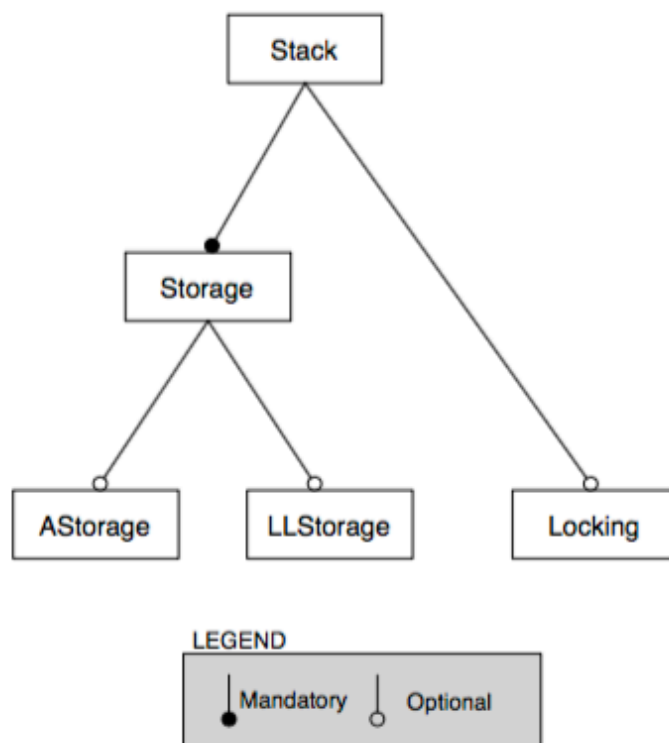 Stack
Storage
AStorage LLStorage Locking
LEGEND
Mandatory Optional